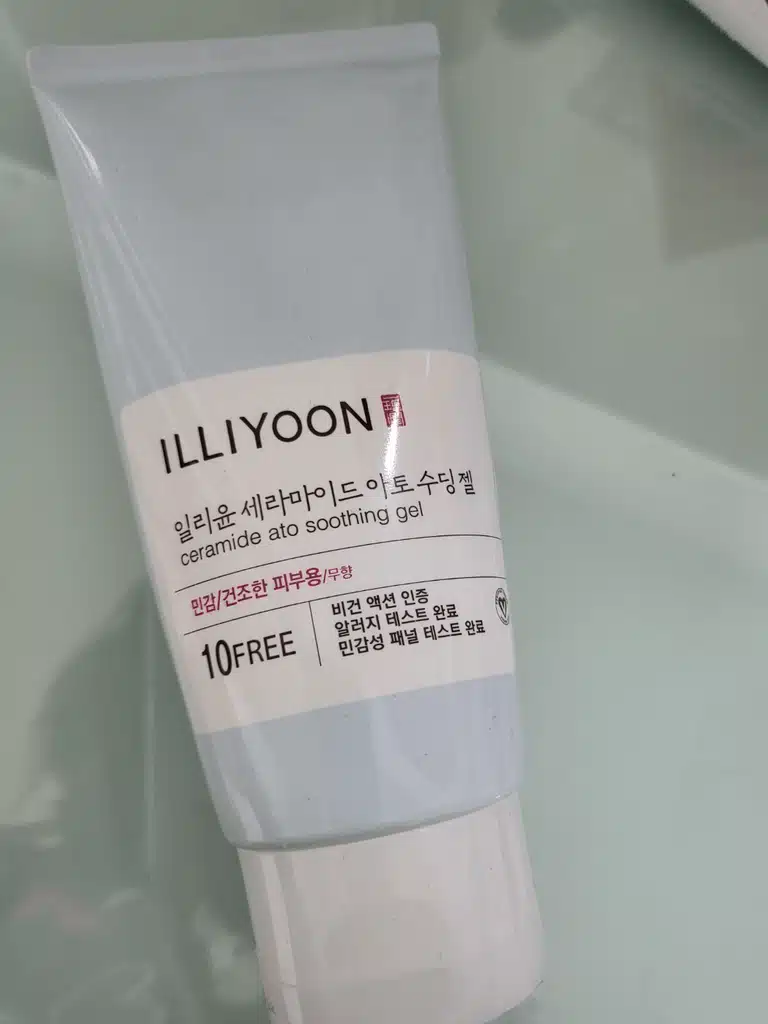 ILLIYOON
일리윤 세라마이드 아토 수딩 젤
ceramide ato soothing gel
민감/건조한 피부용/무향
10FREE
비건 액션 인증
알러지 테스트 완료
민감성 패널 테스트 완료